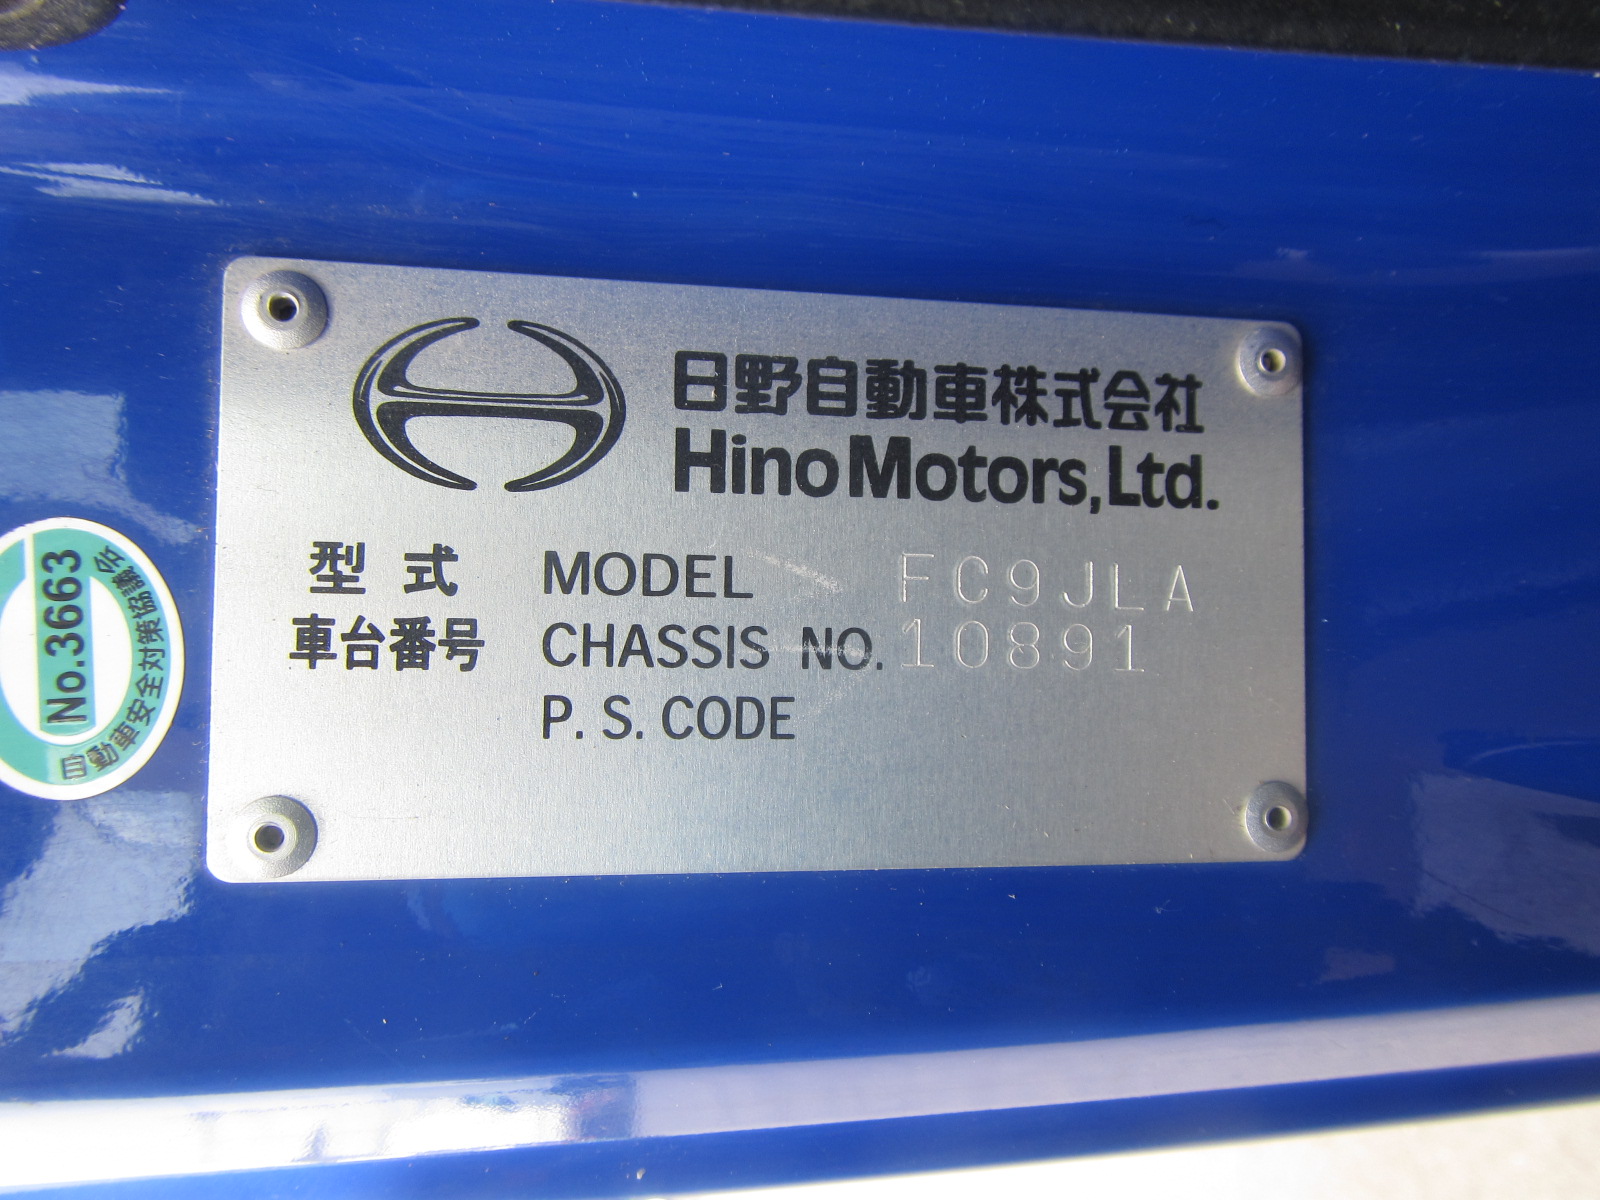 日野自動車株式会社
Hino Motors, Ltd.
型式 MODEL FC9JLA
車台番号 CHASSIS NO. 10891
P. S. CODE
No.3663
自動車安全対策協議会